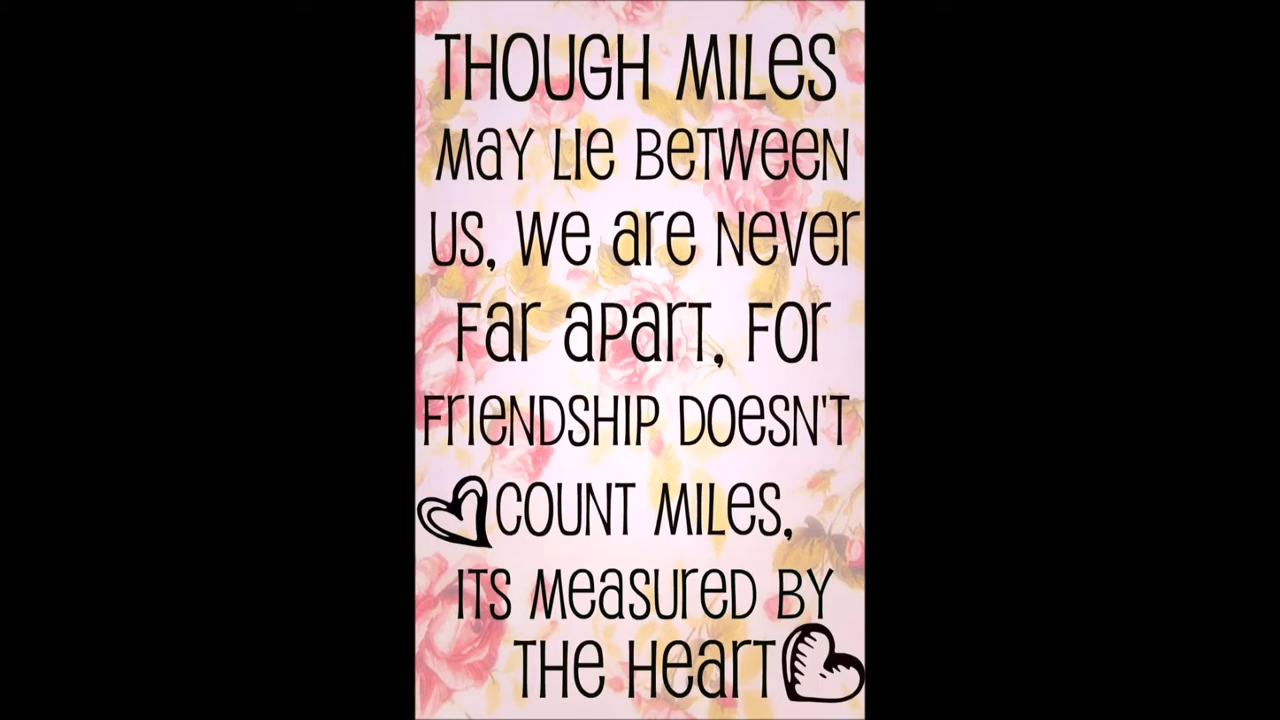 THOUGH MILES
MAY LIE BETWEEN
US, WE ARE NEVER
FAR APART, FOR
FRIENDSHIP DOESN'T
COUNT MILES,
ITS MEASURED BY
THE HEART